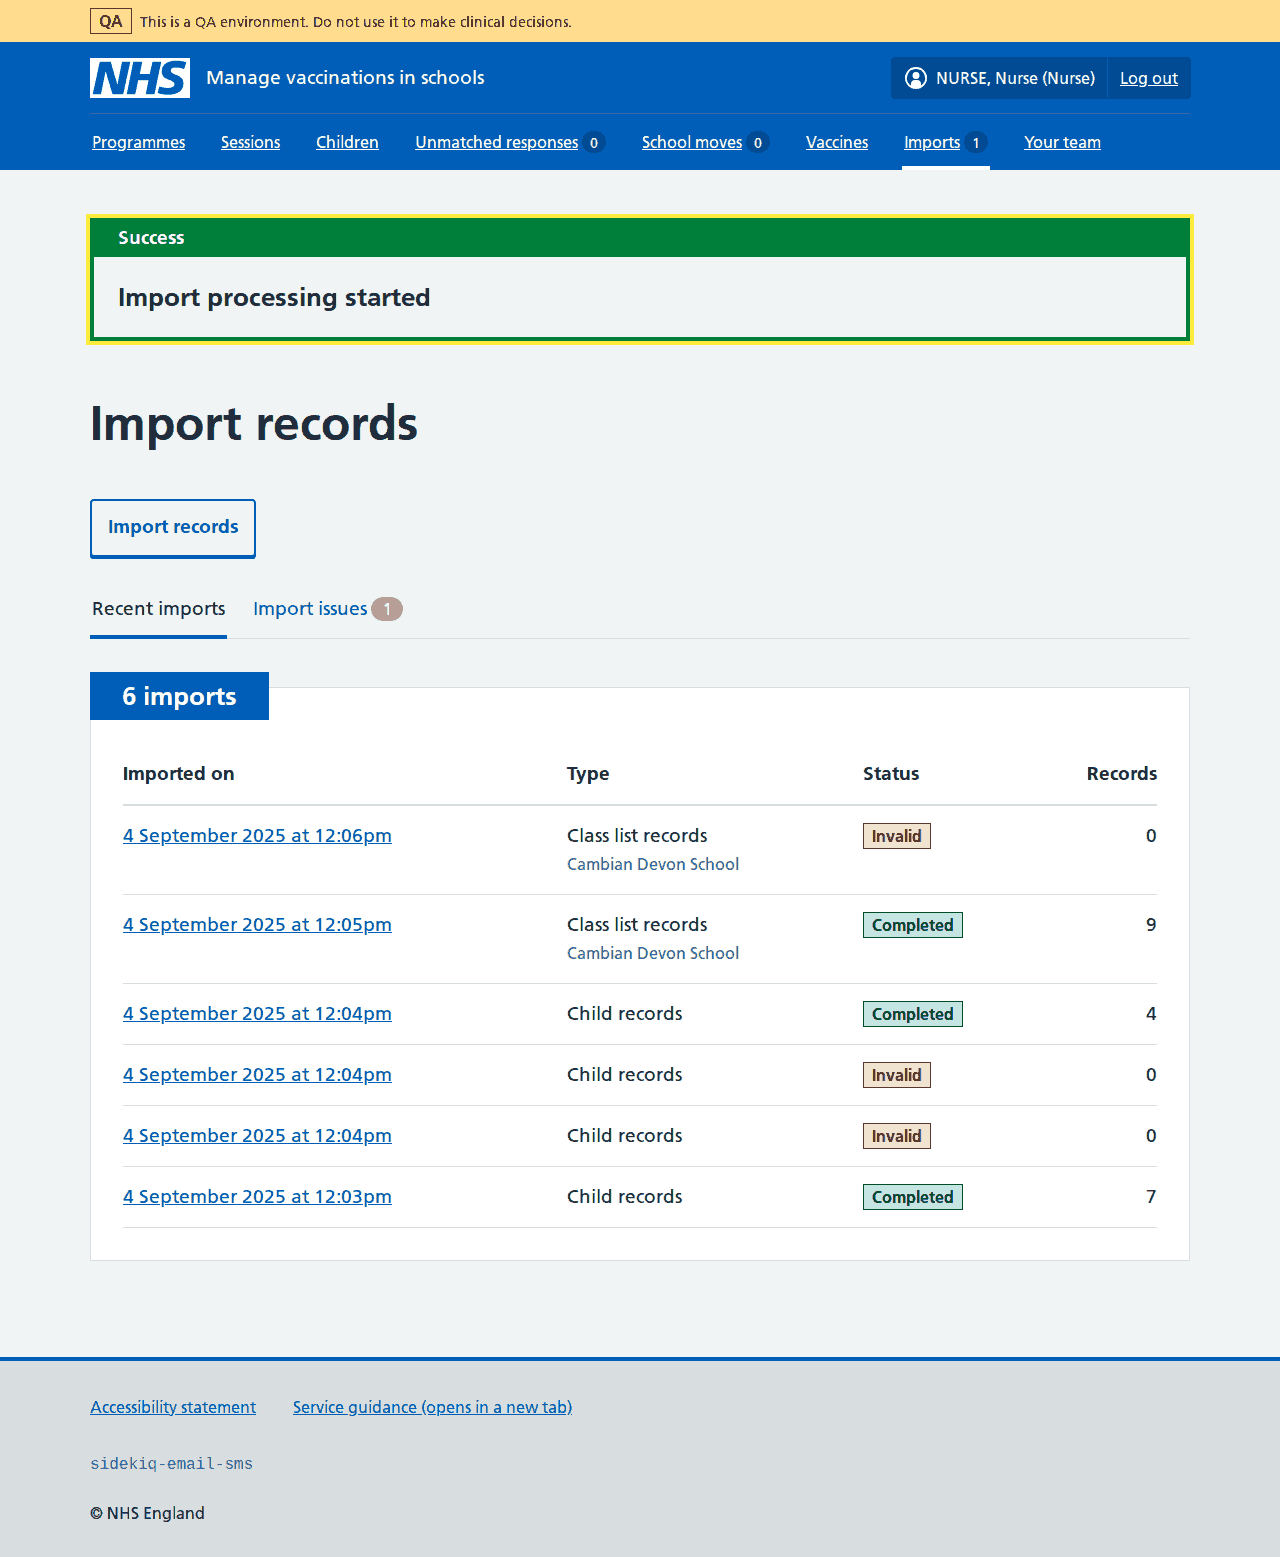 QA This is a QA environment. Do not use it to make clinical decisions.
NHS Manage vaccinations in schools
NURSE, Nurse (Nurse) Log out
Programmes Sessions Children Unmatched responses 0 School moves 0 Vaccines Imports 1 Your team
Success
Import processing started
Import records
Import records
Recent imports Import issues 1
6 imports
Imported on Type Status Records
4 September 2025 at 12:06pm Class list records Invalid 0
Cambian Devon School
4 September 2025 at 12:05pm Class list records Completed 9
Cambian Devon School
4 September 2025 at 12:04pm Child records Completed 4
4 September 2025 at 12:04pm Child records Invalid 0
4 September 2025 at 12:04pm Child records Invalid 0
4 September 2025 at 12:03pm Child records Completed 7
Accessibility statement Service guidance (opens in a new tab)
sidekiq-email-sms
© NHS England